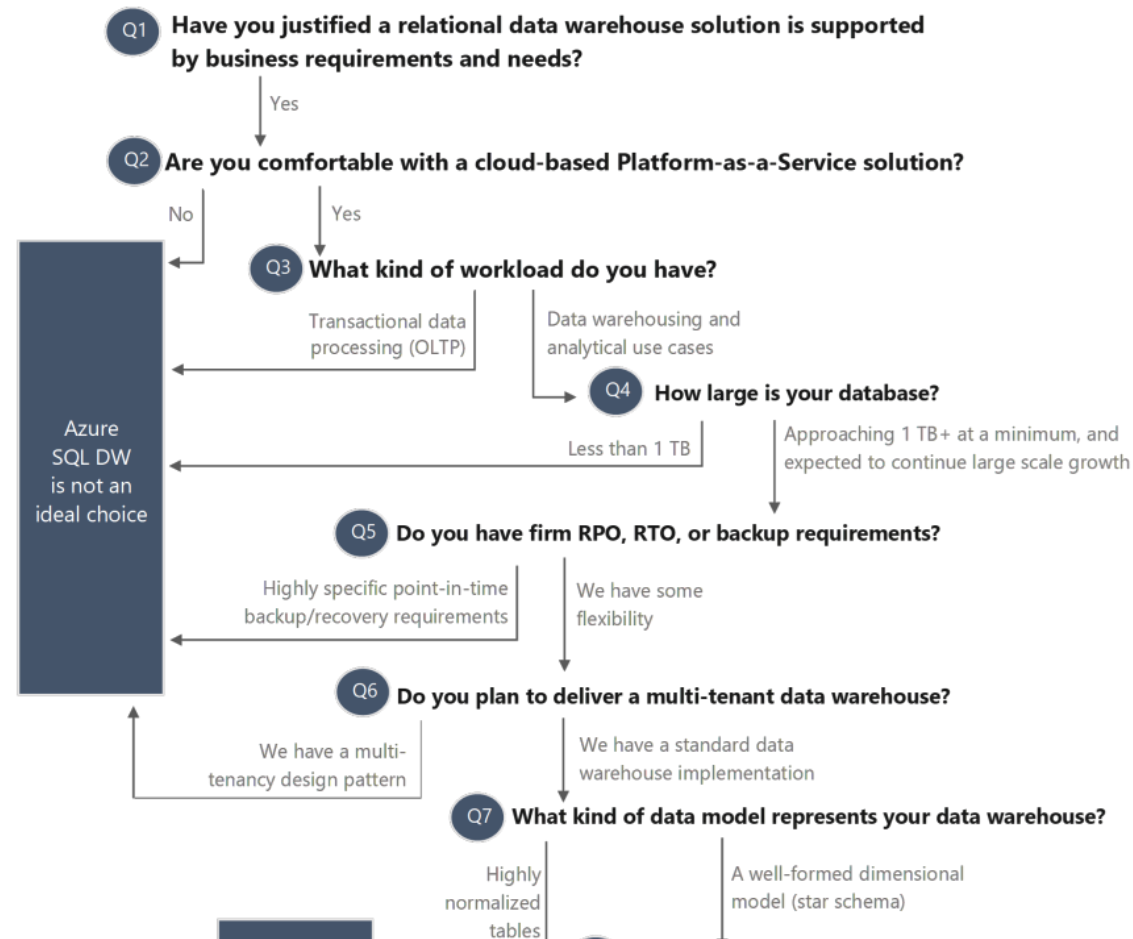 Q1
Have you justified a relational data warehouse solution is supported
by business requirements and needs?
Yes
Q2
Are you comfortable with a cloud-based Platform-as-a-Service solution?
No
Yes
Q3
What kind of workload do you have?
Transactional data
processing (OLTP)
Data warehousing and
analytical use cases
Q4
How large is your database?
Less than 1 TB
Approaching 1 TB+ at a minimum, and
expected to continue large scale growth
Azure
SQL DW
is not an
ideal choice
Q5
Do you have firm RPO, RTO, or backup requirements?
Highly specific point-in-time
backup/recovery requirements
We have some
flexibility
Q6
Do you plan to deliver a multi-tenant data warehouse?
We have a multi-
tenancy design pattern
We have a standard data
warehouse implementation
Q7
What kind of data model represents your data warehouse?
Highly
normalized
tables
A well-formed dimensional
model (star schema)